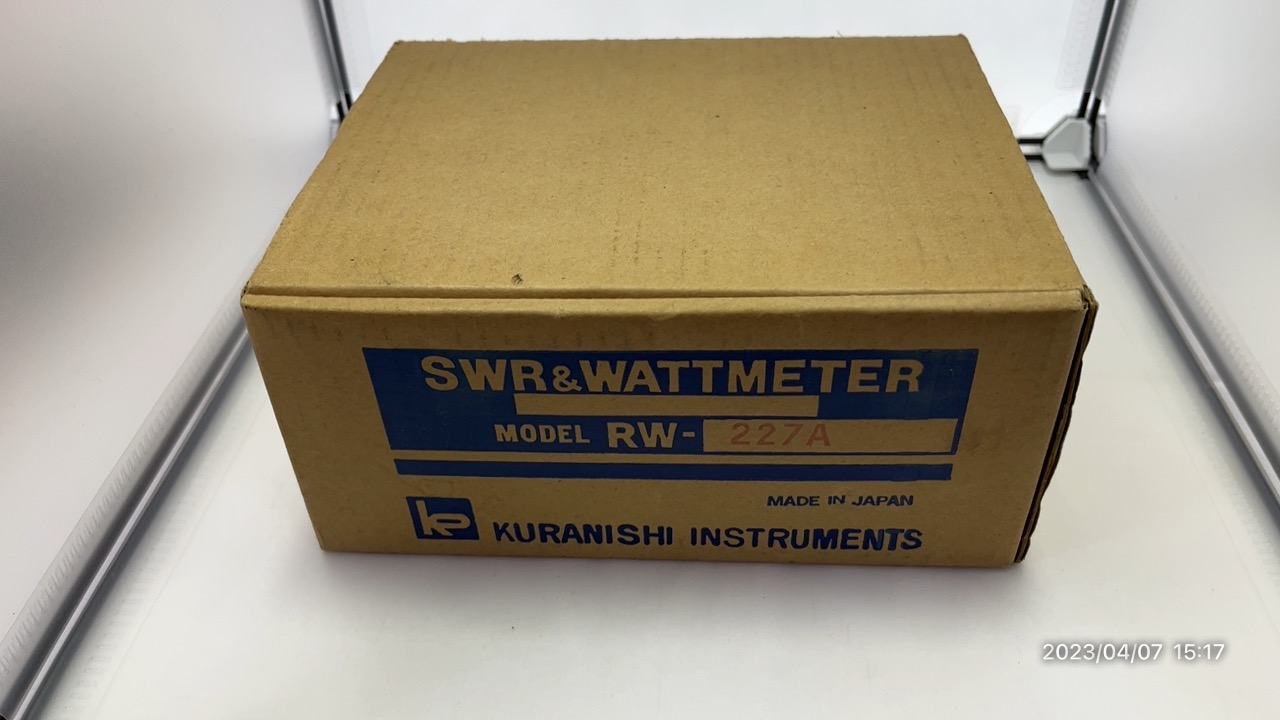 SWR&WATTMETER
MODEL RW-227A
MADE IN JAPAN
KURANISHI INSTRUMENTS
2023/04/07 15:17